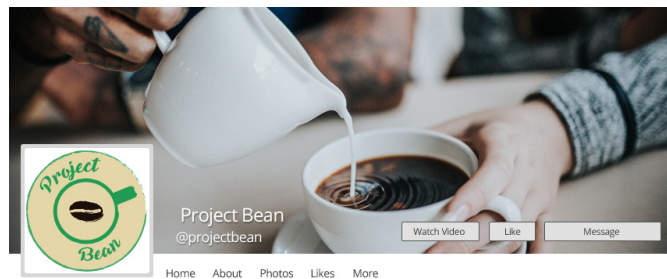 Project
Bean
Project Bean
@projectbean
Watch Video
Like
Message
Home
About
Photos
Likes
More